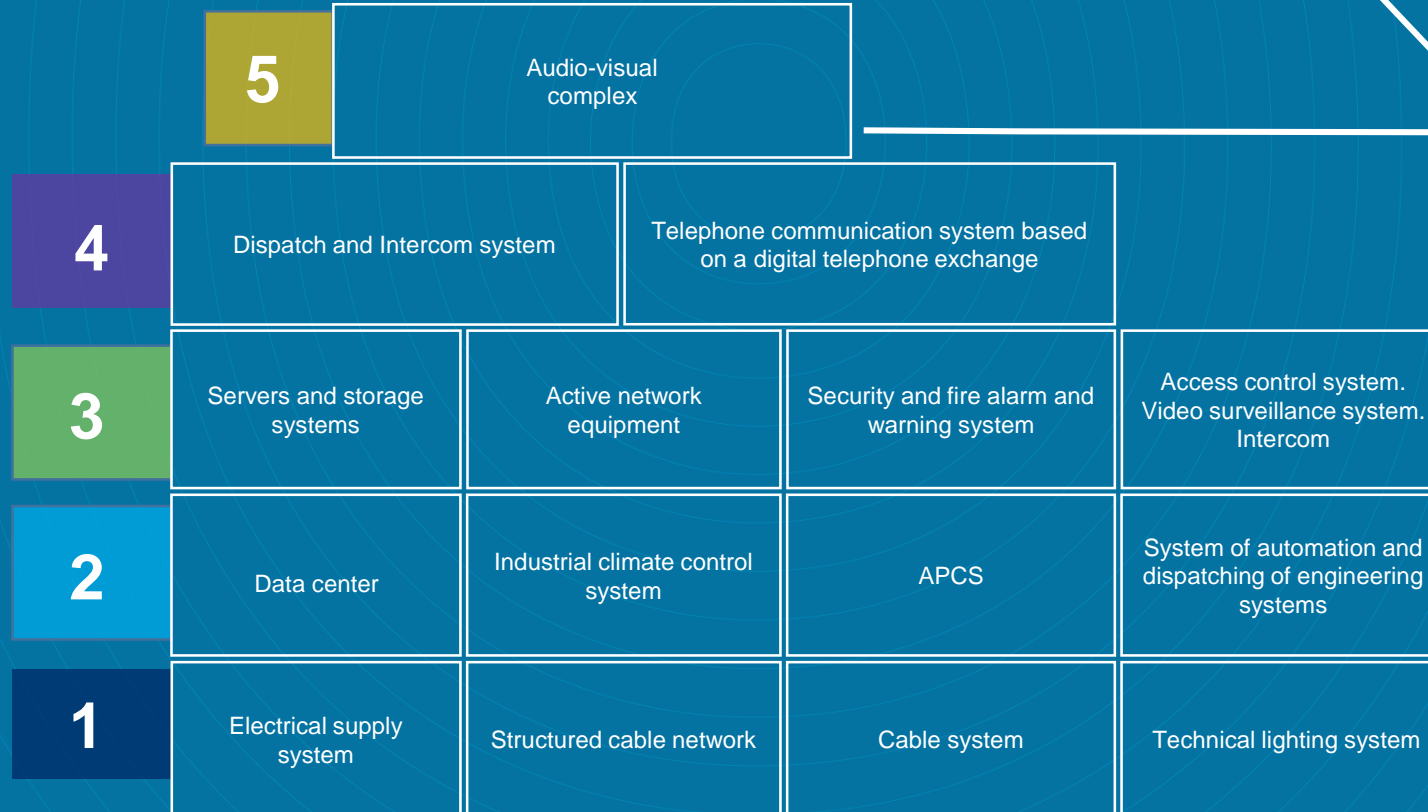 5
Audio-visual
complex
4
Dispatch and Intercom system
Telephone communication system based
on a digital telephone exchange
3
Servers and storage
systems
Active network
equipment
Security and fire alarm and
warning system
Access control system.
Video surveillance system.
Intercom
2
Data center
Industrial climate control
system
APCS
System of automation and
dispatching of engineering
systems
1
Electrical supply
system
Structured cable network
Cable system
Technical lighting system